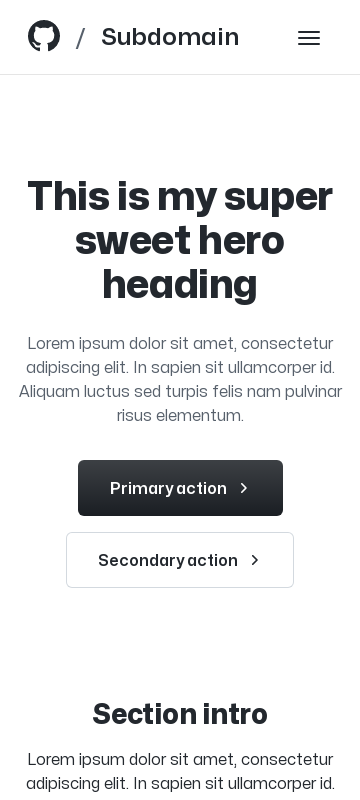 / Subdomain
This is my super
sweet hero
heading
Lorem ipsum dolor sit amet, consectetur
adipiscing elit. In sapien sit ullamcorper id.
Aliquam luctus sed turpis felis nam pulvinar
risus elementum.
Primary action
Secondary action
Section intro
Lorem ipsum dolor sit amet, consectetur
adipiscing elit. In sapien sit ullamcorper id.